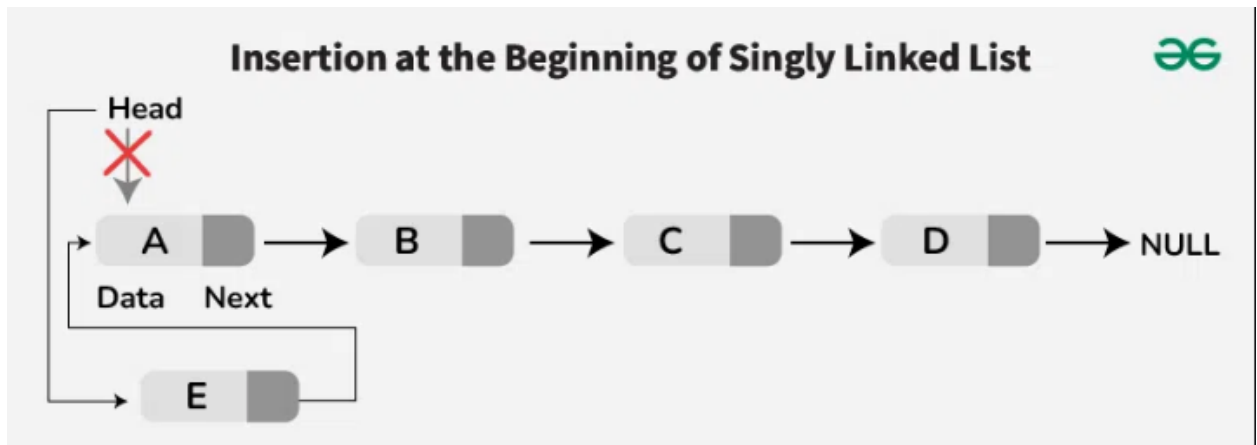 Insertion at the Beginning of Singly Linked List
Head
A B C D NULL
Data Next
E